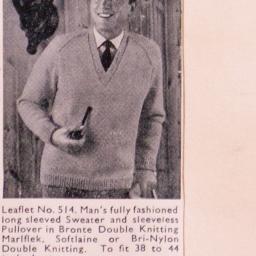 Leaflet No. 514. Man's fully fashioned
long sleeved Sweater and sleeveless
Pullover in Bronte Double Knitting
Marlflek, Softlaine or Bri-Nylon
Double Knitting. To fit 38 to 44